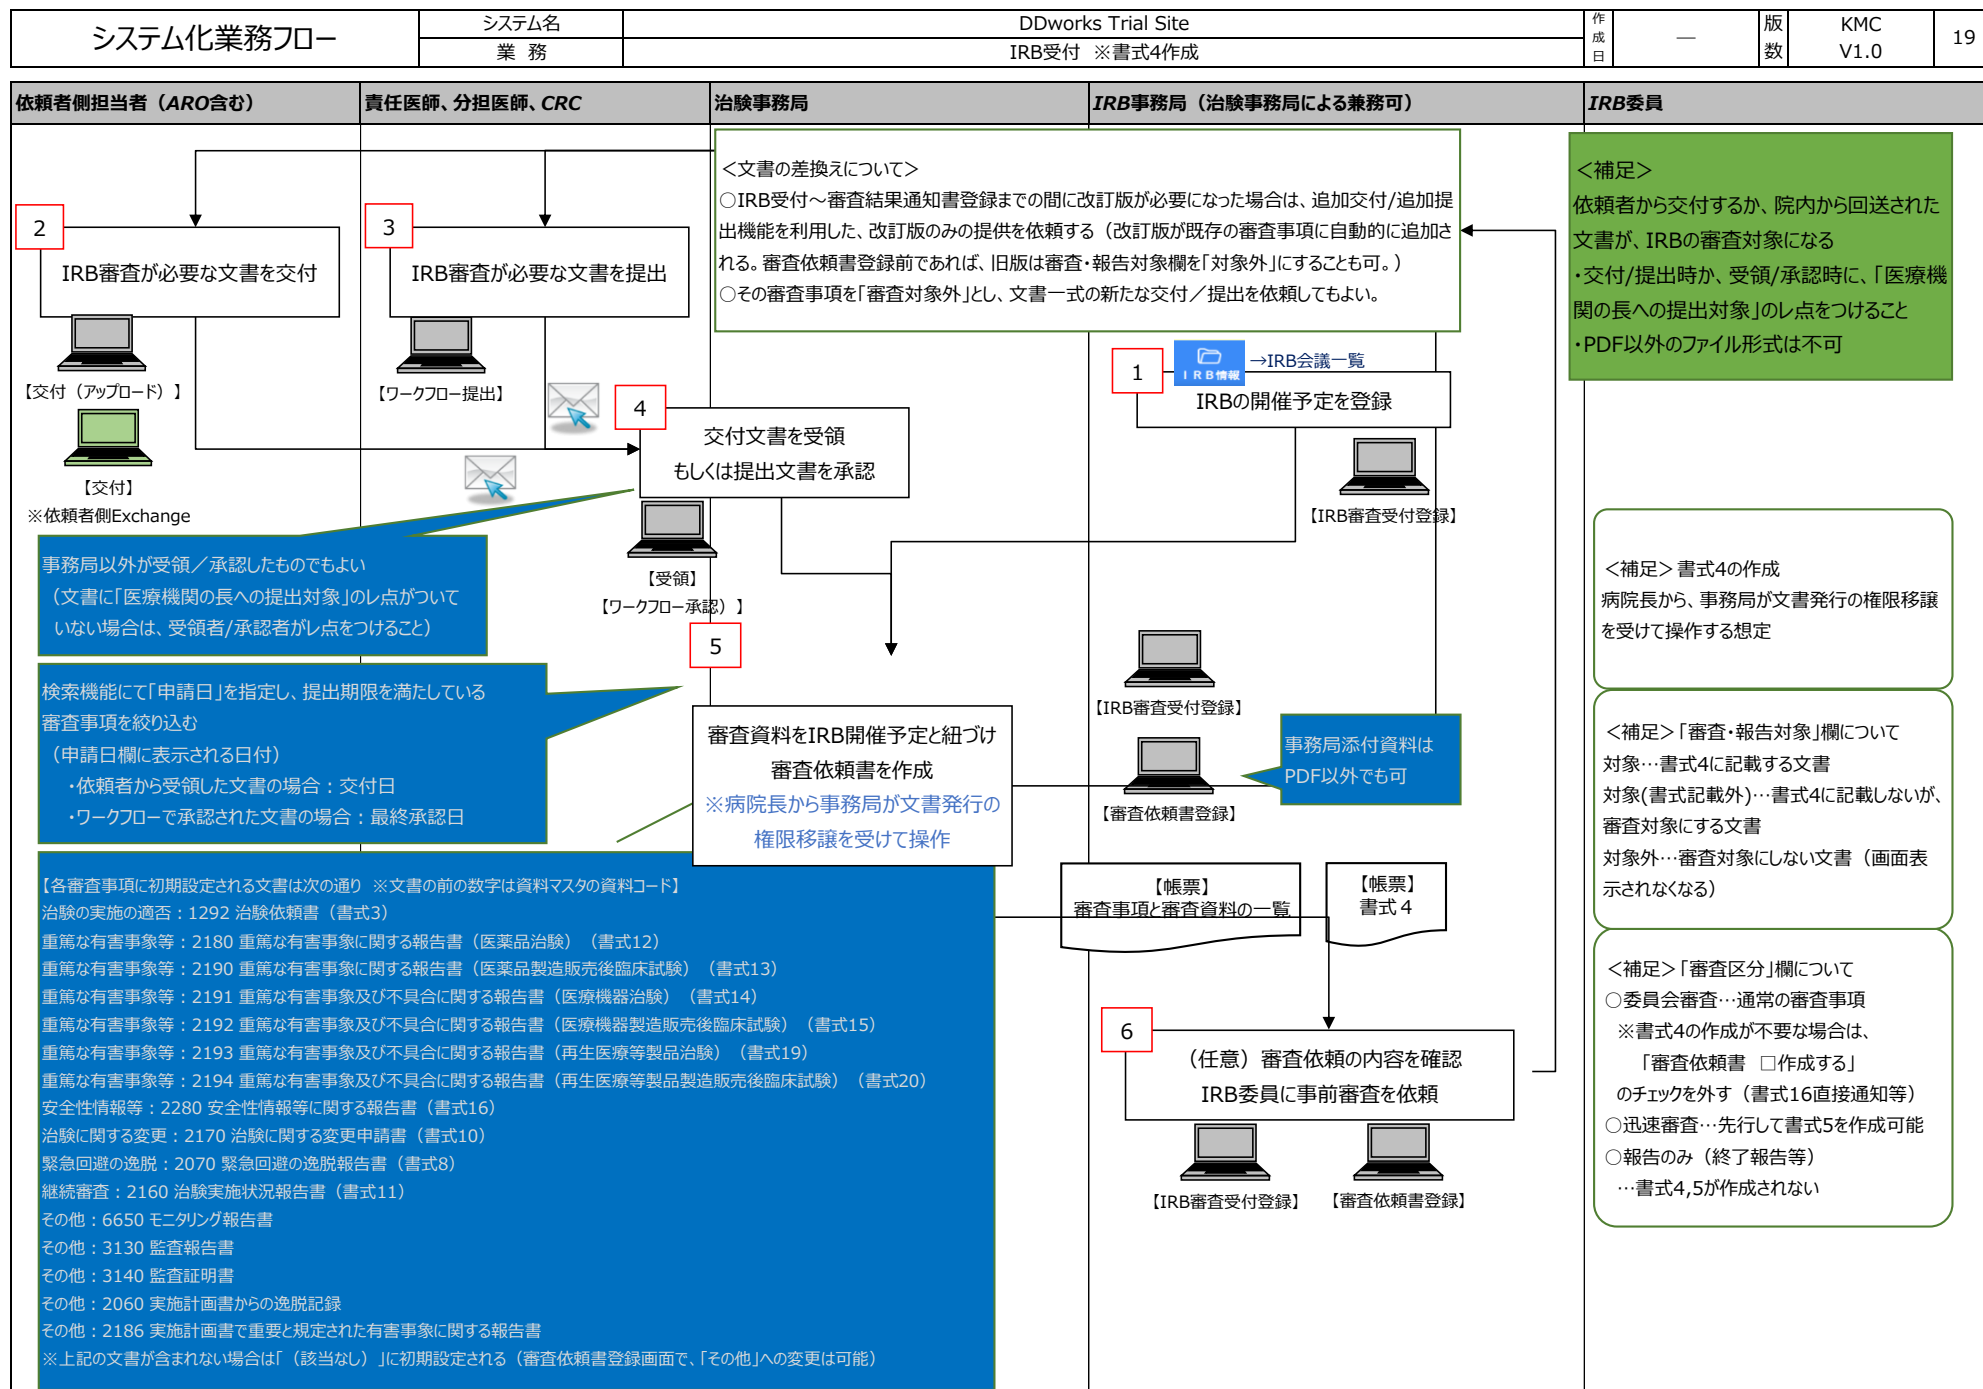 システム化業務フロー
システム名
DDworks Trial Site
業 務
IRB受付 ※書式4作成
作成日
―
版数
KMC
V1.0
19
依頼者側担当者（ARO含む）
責任医師、分担医師、CRC
治験事務局
IRB事務局（治験事務局による兼務可）
IRB委員
＜文書の差換えについて＞
○IRB受付～審査結果通知書登録までの間に改訂版が必要になった場合は、追加交付/追加提
出機能を利用した、改訂版のみの提供を依頼する（改訂版が既存の審査事項に自動的に追加さ
れる。審査依頼書登録前であれば、旧版は審査・報告対象欄を「対象外」にすることも可。）
○その審査事項を「審査対象外」とし、文書一式の新たな交付／提出を依頼してもよい。
＜補足＞
依頼者から交付するか、院内から回送された
文書が、IRBの審査対象になる
・交付/提出時か、受領/承認時に、「医療機
関の長への提出対象」のレ点をつけること
・PDF以外のファイル形式は不可
2
IRB審査が必要な文書を交付
【交付（アップロード）】
【交付】
※依頼者側Exchange
3
IRB審査が必要な文書を提出
【ワークフロー提出】
1
IRB情報
→IRB会議一覧
IRBの開催予定を登録
【IRB審査受付登録】
4
交付文書を受領
もしくは提出文書を承認
【受領】
【ワークフロー承認）】
事務局以外が受領／承認したものでもよい
（文書に「医療機関の長への提出対象」のレ点がついて
いない場合は、受領者/承認者がレ点をつけること）
5
検索機能にて「申請日」を指定し、提出期限を満たしている
審査事項を絞り込む
（申請日欄に表示される日付）
・依頼者から受領した文書の場合：交付日
・ワークフローで承認された文書の場合：最終承認日
審査資料をIRB開催予定と紐づけ
審査依頼書を作成
※病院長から事務局が文書発行の
権限移譲を受けて操作
【IRB審査受付登録】
【審査依頼書登録】
事務局添付資料は
PDF以外でも可
＜補足＞書式4の作成
病院長から、事務局が文書発行の権限移譲
を受けて操作する想定
＜補足＞「審査・報告対象」欄について
対象…書式4に記載する文書
対象(書式記載外)…書式4に記載しないが、
審査対象にする文書
対象外…審査対象にしない文書（画面表
示されなくなる）
【各審査事項に初期設定される文書は次の通り ※文書の前の数字は資料マスタの資料コード】
治験の実施の適否：1292 治験依頼書（書式3）
重篤な有害事象等：2180 重篤な有害事象に関する報告書（医薬品治験）（書式12）
重篤な有害事象等：2190 重篤な有害事象に関する報告書（医薬品製造販売後臨床試験）（書式13）
重篤な有害事象等：2191 重篤な有害事象及び不具合に関する報告書（医療機器治験）（書式14）
重篤な有害事象等：2192 重篤な有害事象及び不具合に関する報告書（医療機器製造販売後臨床試験）（書式15）
重篤な有害事象等：2193 重篤な有害事象及び不具合に関する報告書（再生医療等製品治験）（書式19）
重篤な有害事象等：2194 重篤な有害事象及び不具合に関する報告書（再生医療等製品製造販売後臨床試験）（書式20）
安全性情報等：2280 安全性情報等に関する報告書（書式16）
治験に関する変更：2170 治験に関する変更申請書（書式10）
緊急回避の逸脱：2070 緊急回避の逸脱報告書（書式8）
継続審査：2160 治験実施状況報告書（書式11）
その他：6650 モニタリング報告書
その他：3130 監査報告書
その他：3140 監査証明書
その他：2060 実施計画書からの逸脱記録
その他：2186 実施計画書で重要と規定された有害事象に関する報告書
※上記の文書が含まれない場合は「（該当なし）」に初期設定される（審査依頼書登録画面で、「その他」への変更は可能）
【帳票】
審査事項と審査資料の一覧
【帳票】
書式４
6
（任意）審査依頼の内容を確認
IRB委員に事前審査を依頼
【IRB審査受付登録】
【審査依頼書登録】
＜補足＞「審査区分」欄について
○委員会審査…通常の審査事項
※書式4の作成が不要な場合は、
「審査依頼書 □作成する」
のチェックを外す（書式16直接通知等）
○迅速審査…先行して書式5を作成可能
○報告のみ（終了報告等）
…書式4,5が作成されない